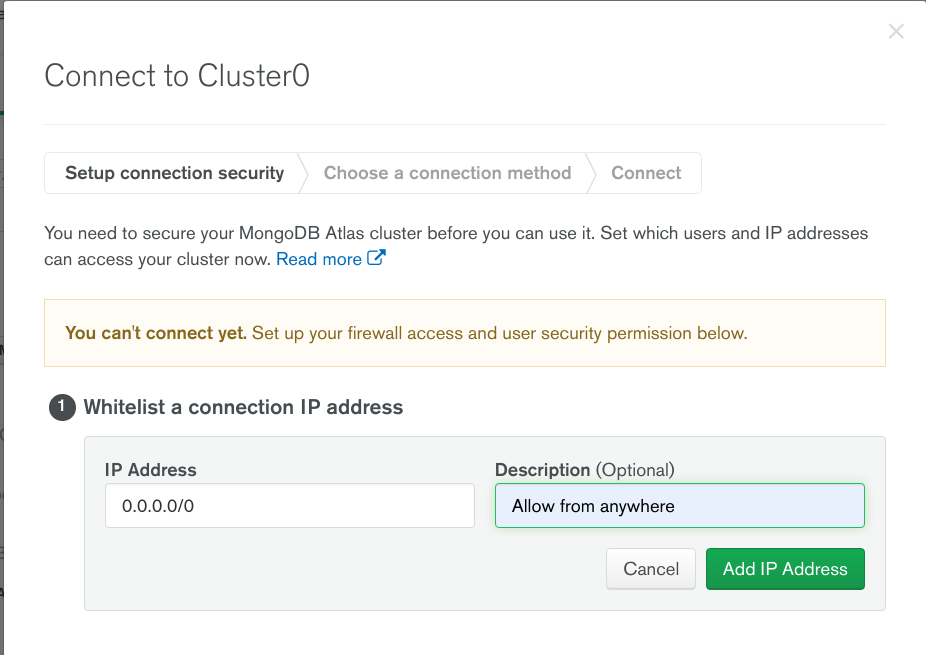 Connect to Cluster0
Setup connection security
Choose a connection method
Connect
You need to secure your MongoDB Atlas cluster before you can use it. Set which users and IP addresses
can access your cluster now. Read more
You can't connect yet. Set up your firewall access and user security permission below.
1 Whitelist a connection IP address
IP Address
Description (Optional)
0.0.0.0/0
Allow from anywhere
Cancel
Add IP Address